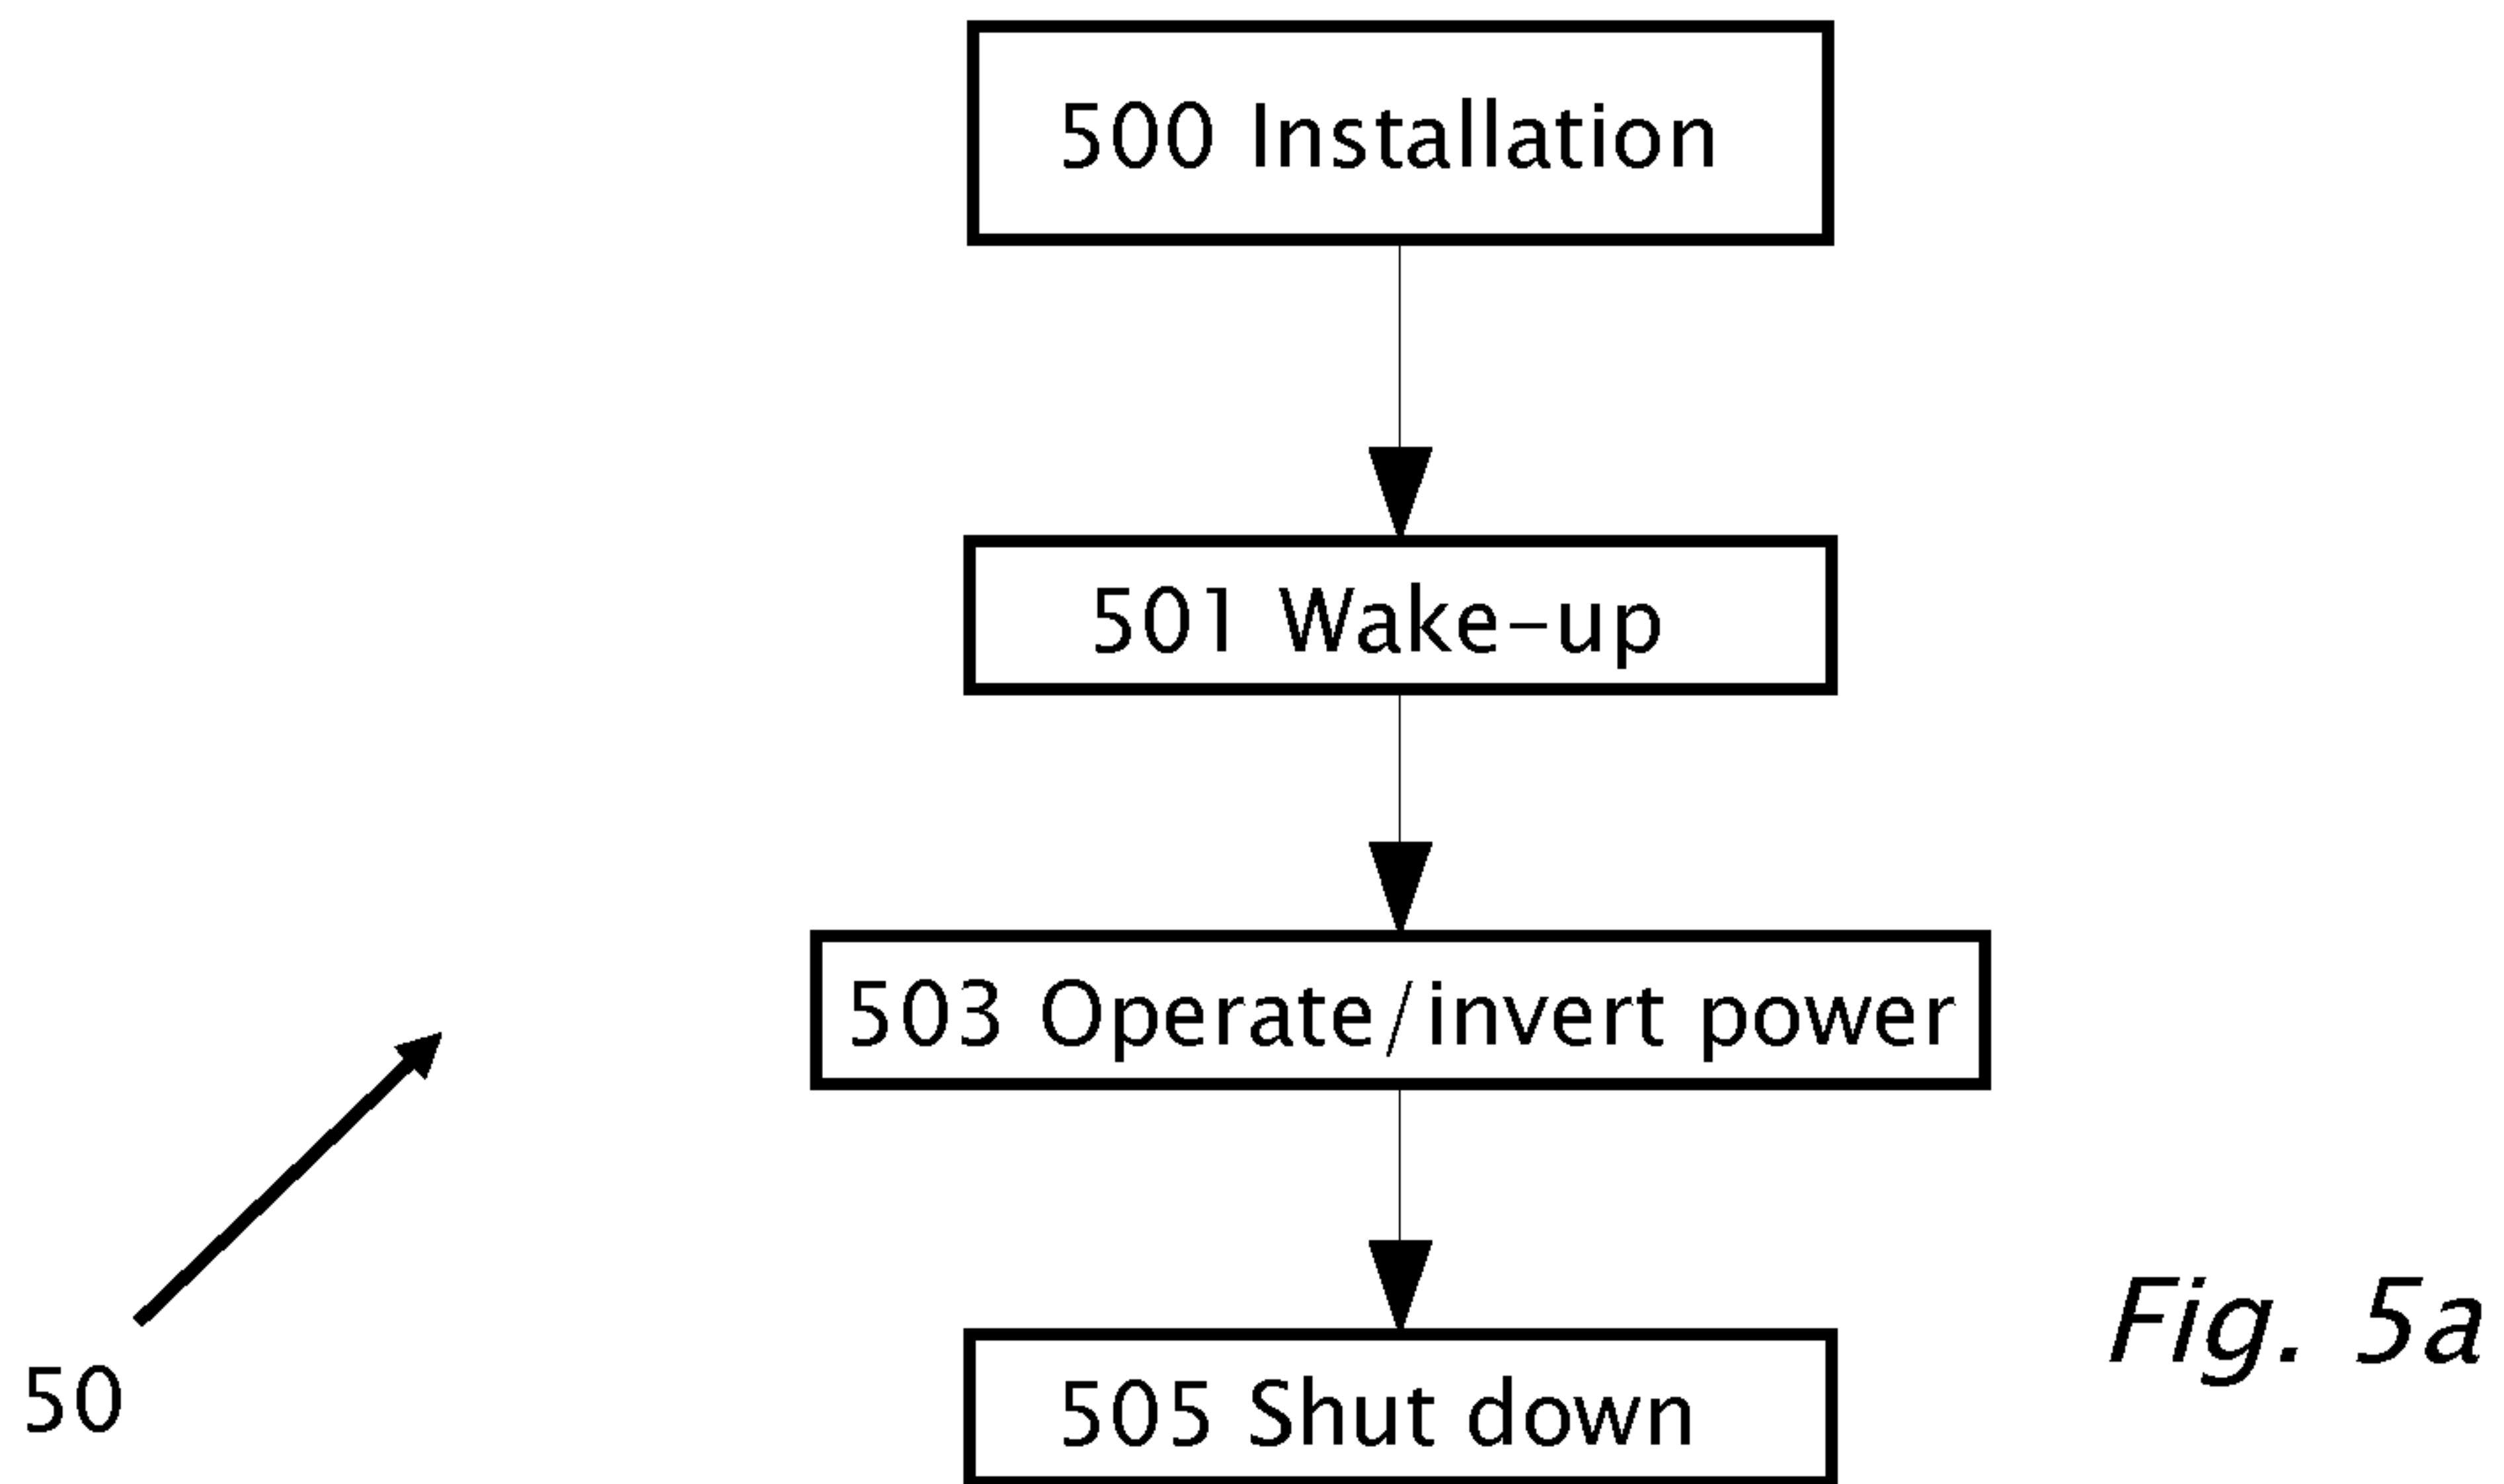 500 Installation
501 Wake-up
503 Operate/invert power
505 Shut down
50
Fig. 5a